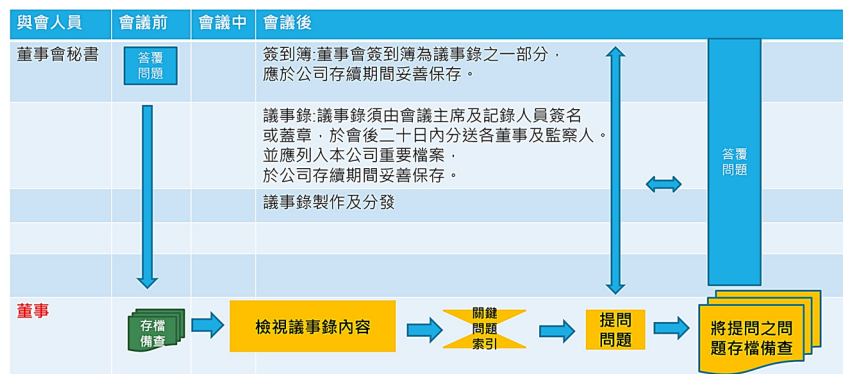 與會人員 會議前 會議中 會議後
董事會秘書
答覆
問題
簽到簿:董事會簽到簿為議事錄之一部分，
應於公司存續期間妥善保存。
議事錄:議事錄須由會議主席及記錄人員簽名
或蓋章，於會後二十日內分送各董事及監察人。
並應列入本公司重要檔案，
於公司存續期間妥善保存。
議事錄製作及分發
答覆
問題
董事
存檔
備查
檢視議事錄內容
關鍵
問題
索引
提問
問題
將提問之問
題存檔備查